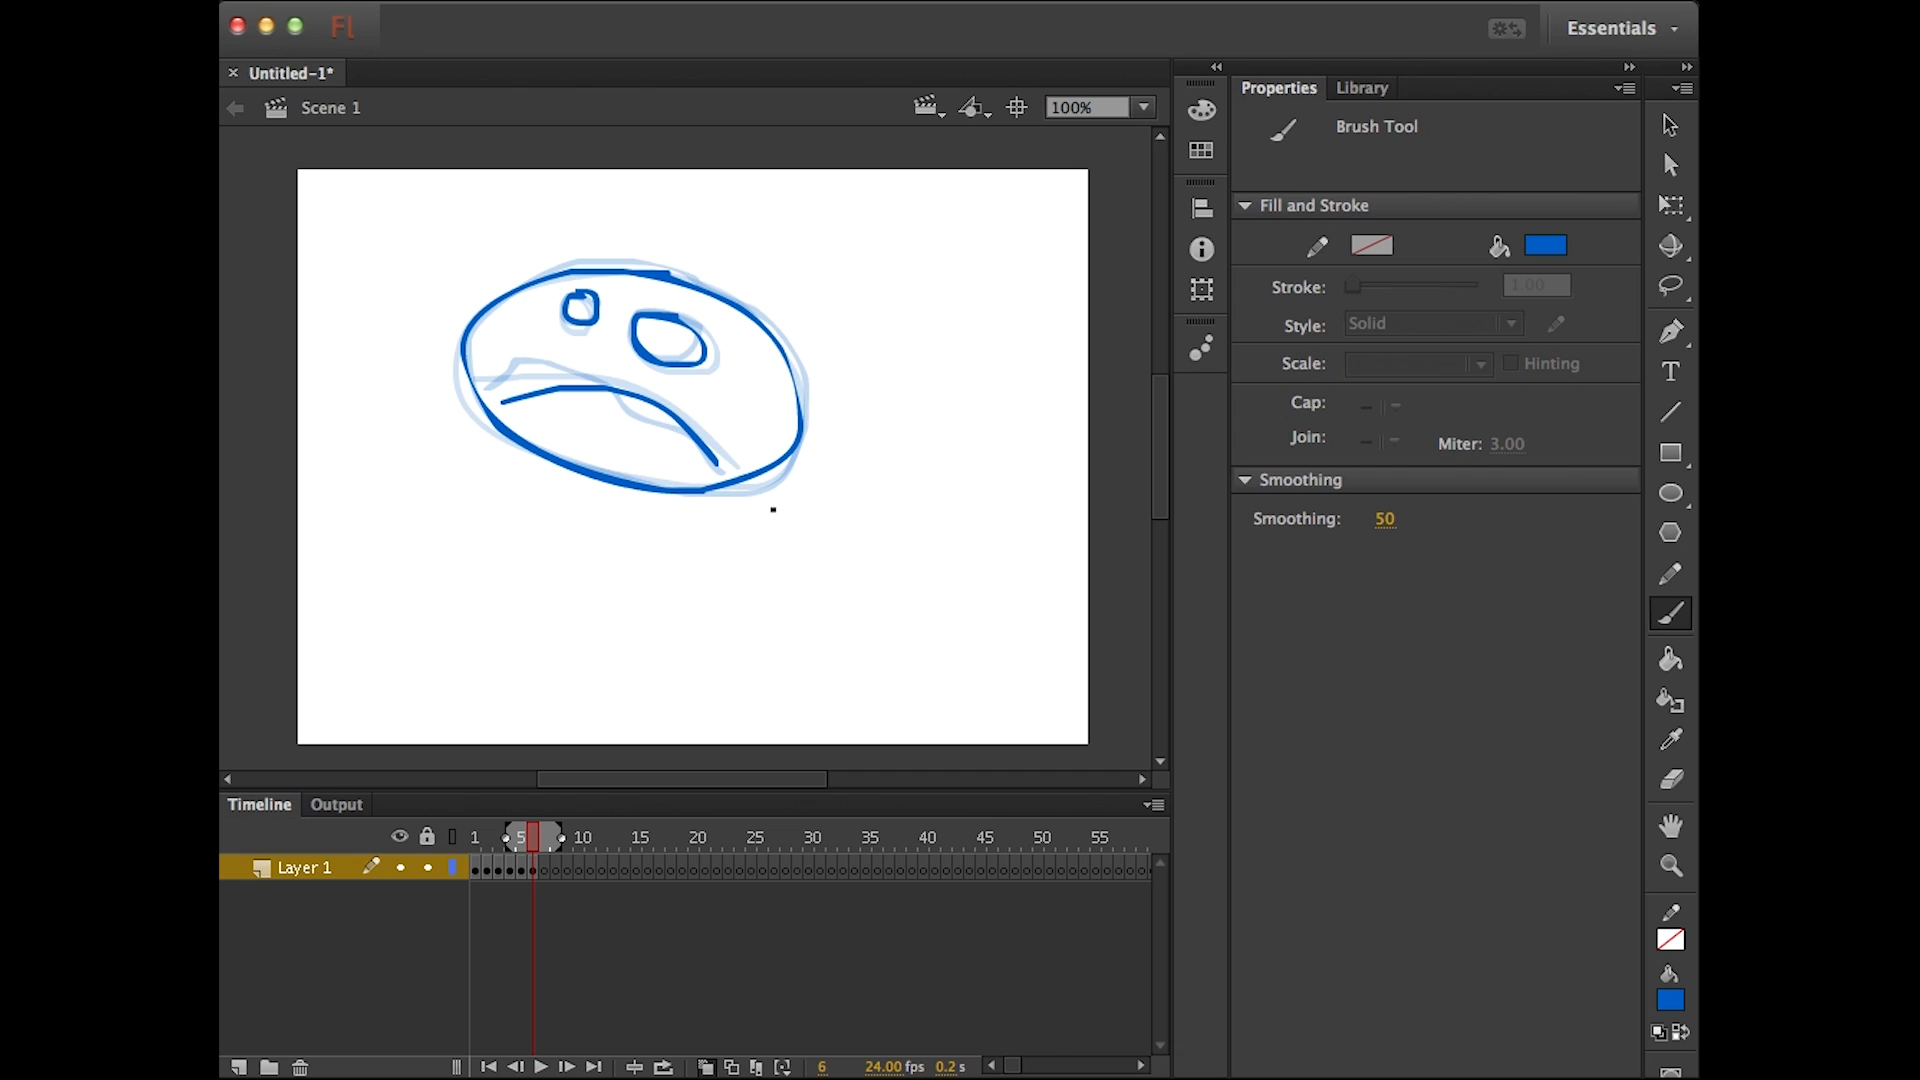 Fl
Essentials
Untitled-1*
Scene 1
100%
Properties
Library
Brush Tool
Fill and Stroke
Stroke:
1.00
Style:
Solid
Scale:
Hinting
Cap:
Join:
Miter: 3.00
Smoothing
Smoothing: 50
T
Timeline
Output
1 5 10 15 20 25 30 35 40 45 50 55
Layer 1
6 24.00 fps 0.2 s